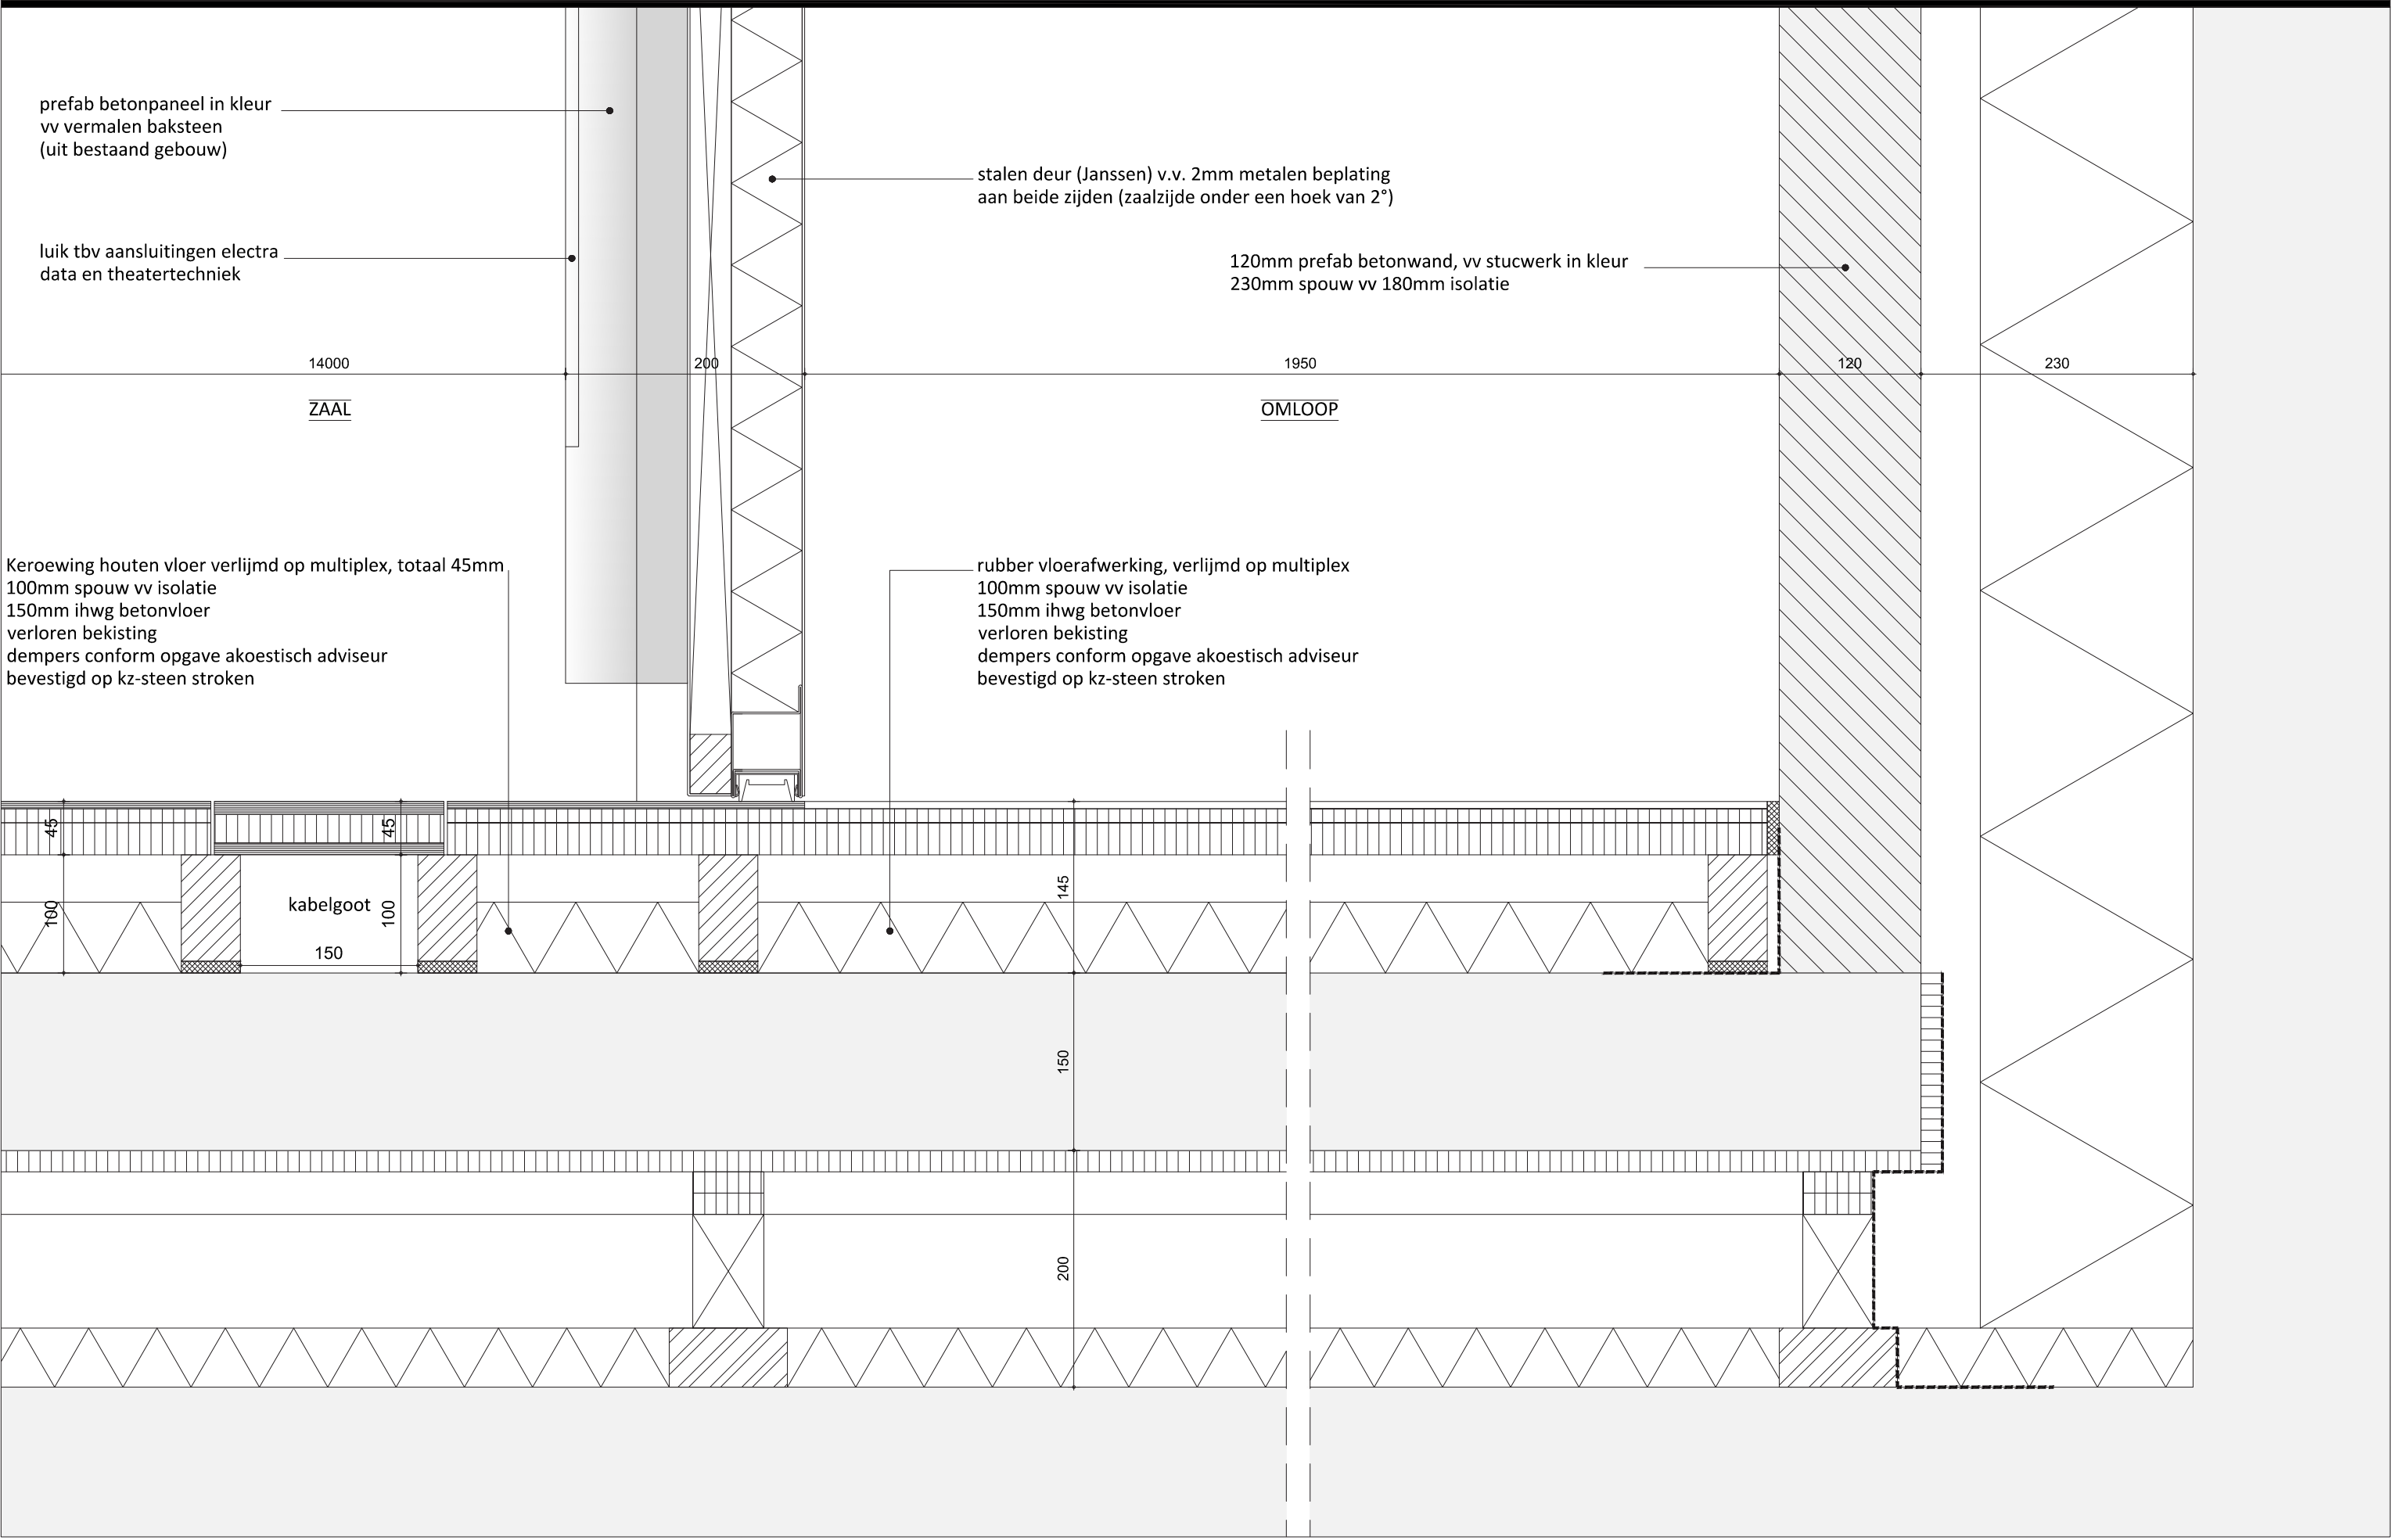 prefab betonpaneel in kleur
vv vermalen baksteen
(uit bestaand gebouw)
stalen deur (Janssen) v.v. 2mm metalen beplating
aan beide zijden (zaalzijde onder een hoek van 2°)
luik tbv aansluitingen electra
data en theatertechniek
120mm prefab betonwand, vv stucwerk in kleur
230mm spouw vv 180mm isolatie
14000
200
1950
120
230
ZAAL
OMLOOP
Keroewing houten vloer verlijmd op multiplex, totaal 45mm
100mm spouw vv isolatie
150mm ihwg betonvloer
verloren bekisting
dempers conform opgave akoestisch adviseur
bevestigd op kz-steen stroken
rubber vloerafwerking, verlijmd op multiplex
100mm spouw vv isolatie
150mm ihwg betonvloer
verloren bekisting
dempers conform opgave akoestisch adviseur
bevestigd op kz-steen stroken
45
45
100
kabelgoot
100
145
150
150
200